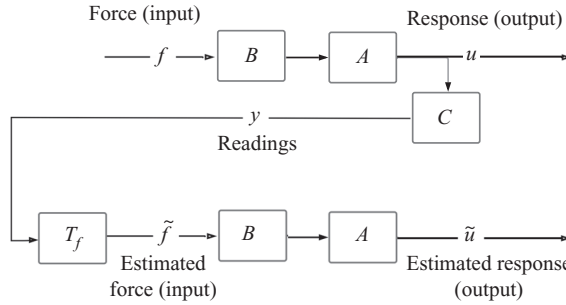 Force (input) Response (output)
f B A u
y C
Readings
T_f f̃ B A ũ
Estimated force (input) Estimated response (output)